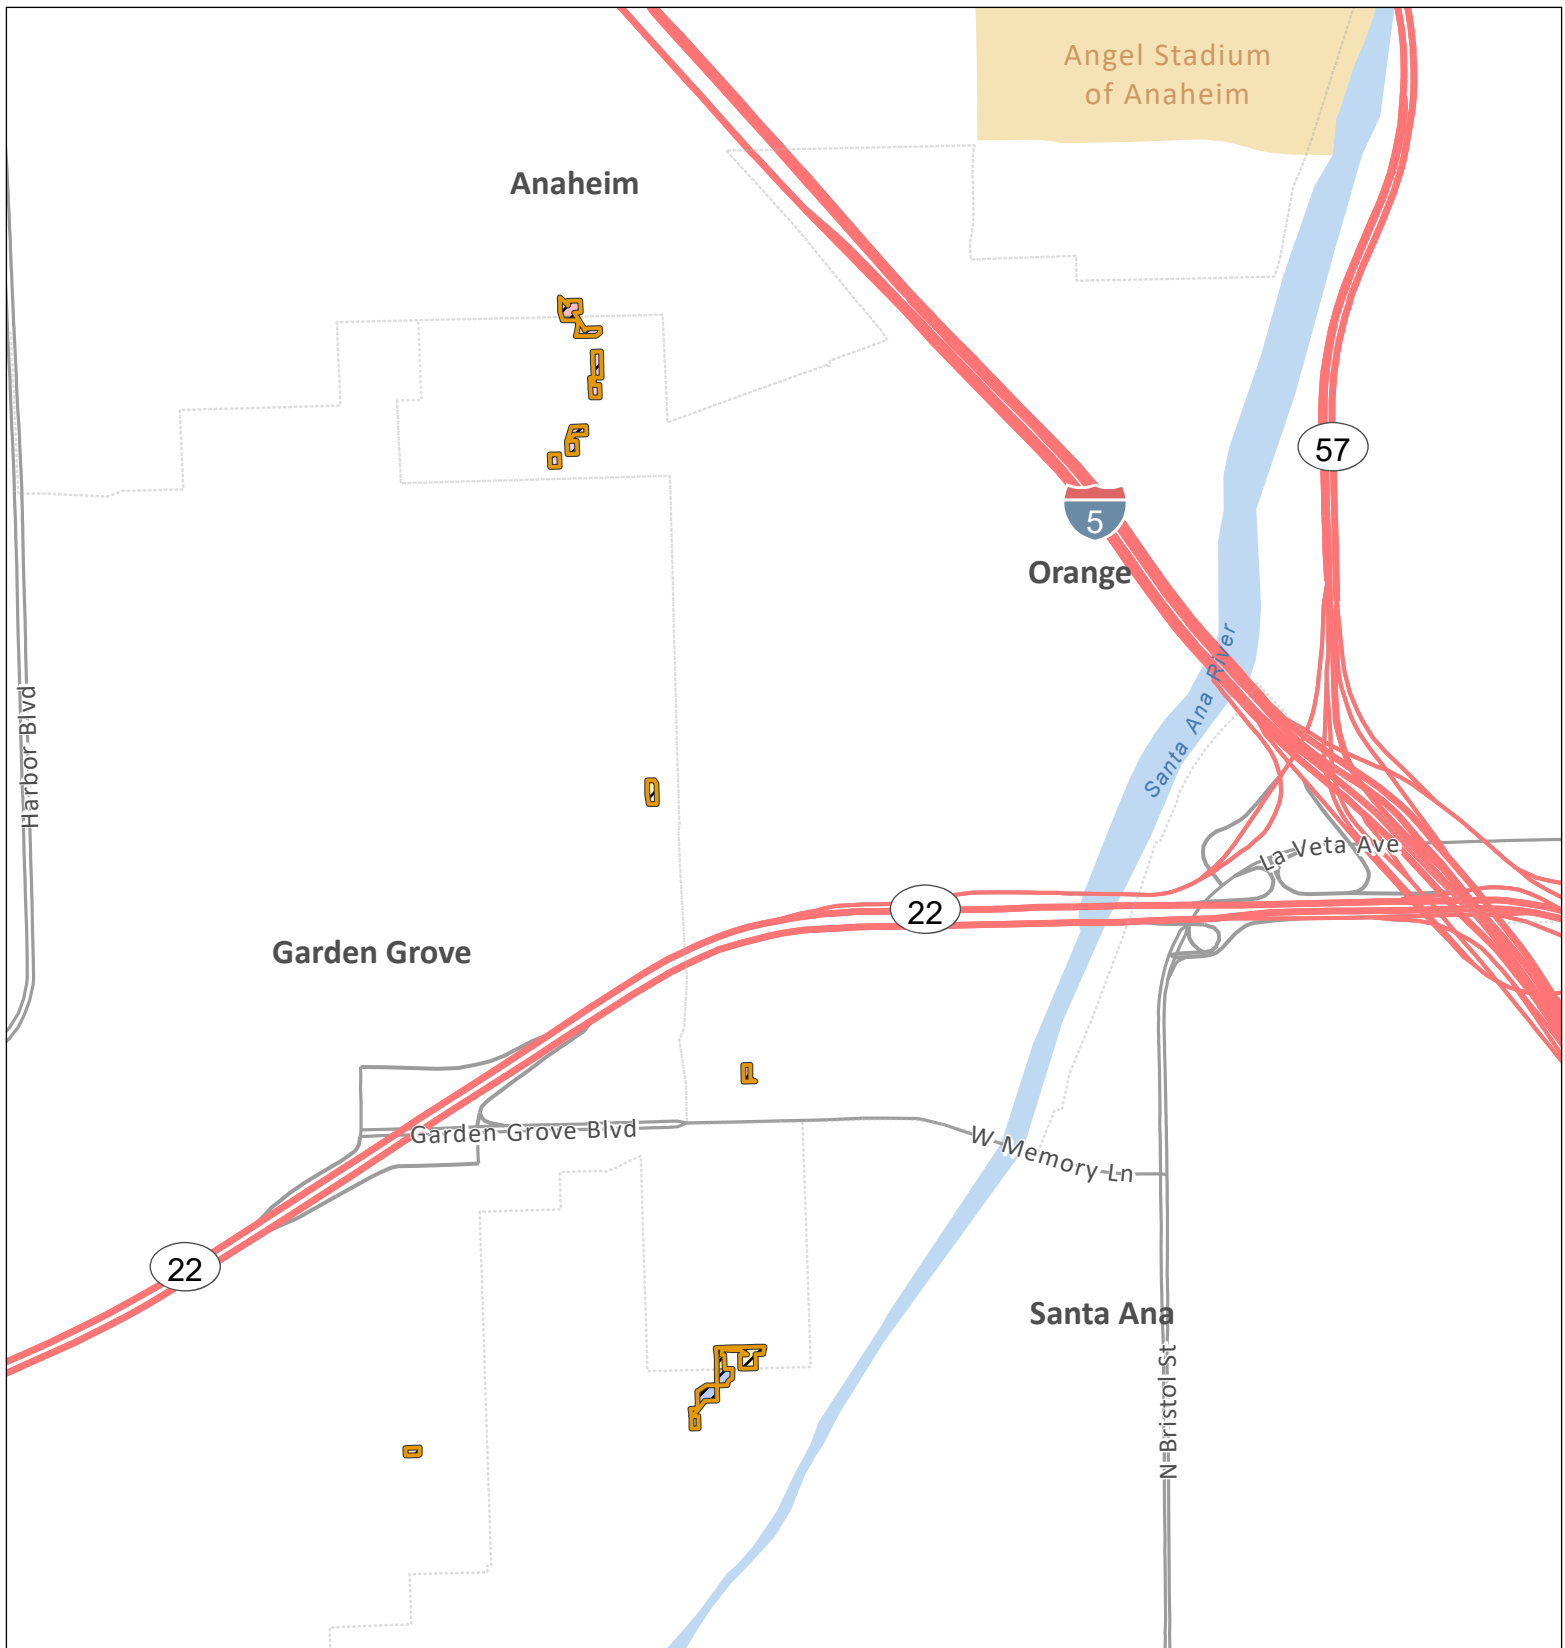 Angel Stadium
of Anaheim
Anaheim
57
5
Orange
Santa Ana River
Harbor Blvd
La Veta Ave
22
Garden Grove
Garden Grove Blvd
W Memory Ln
22
Santa Ana
N Bristol St